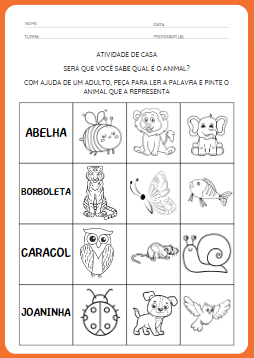 NOME: DATA:
TURMA: PROFESSOR (A):
ATIVIDADE DE CASA
SERÁ QUE VOCÊ SABE QUAL É O ANIMAL?
COM AJUDA DE UM ADULTO, PEÇA PARA LER A PALAVRA E PINTE O
ANIMAL QUE A REPRESENTA
ABELHA
BORBOLETA
CARACOL
JOANINHA